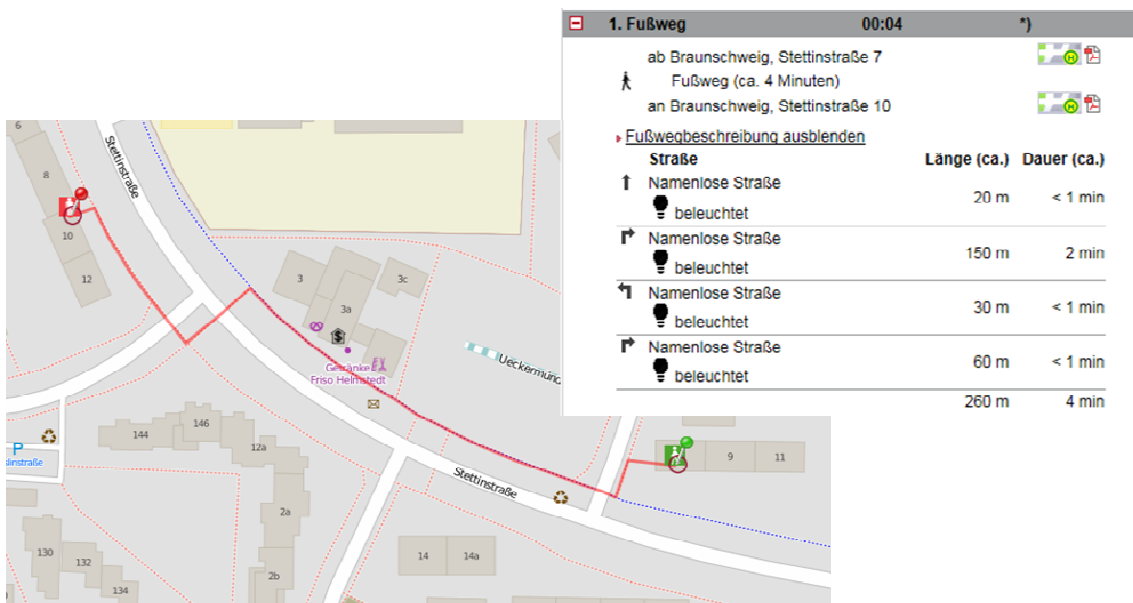 1. Fußweg 00:04 *)
ab Braunschweig, Stettinstraße 7
H
Fußweg (ca. 4 Minuten)
an Braunschweig, Stettinstraße 10
H
Fußwegbeschreibung ausblenden
Straße Länge (ca.) Dauer (ca.)
Namenlose Straße
beleuchtet
20 m < 1 min
Namenlose Straße
beleuchtet
150 m 2 min
Namenlose Straße
beleuchtet
30 m < 1 min
Namenlose Straße
beleuchtet
60 m < 1 min
260 m 4 min
6
8
10
12
Stettinstraße
3
3a
3c
$
Getränke
Friso Helmstedt
Ueckermünd
144
146
12a
P
dinstraße
2a
2b
130
132
134
Stettinstraße
14
14a
9
11